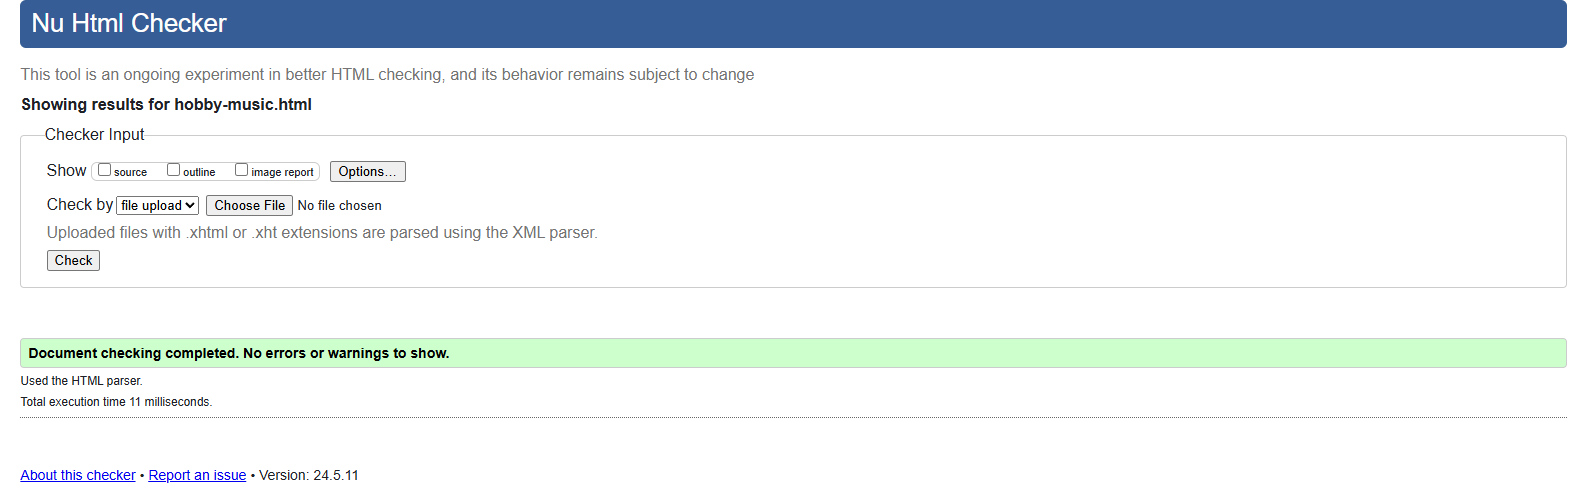 Nu Html Checker
This tool is an ongoing experiment in better HTML checking, and its behavior remains subject to change
Showing results for hobby-music.html
Checker Input
Show source outline image report Options...
Check by file upload Choose File No file chosen
Uploaded files with .xhtml or .xht extensions are parsed using the XML parser.
Check
Document checking completed. No errors or warnings to show.
Used the HTML parser.
Total execution time 11 milliseconds.
About this checker • Report an issue • Version: 24.5.11